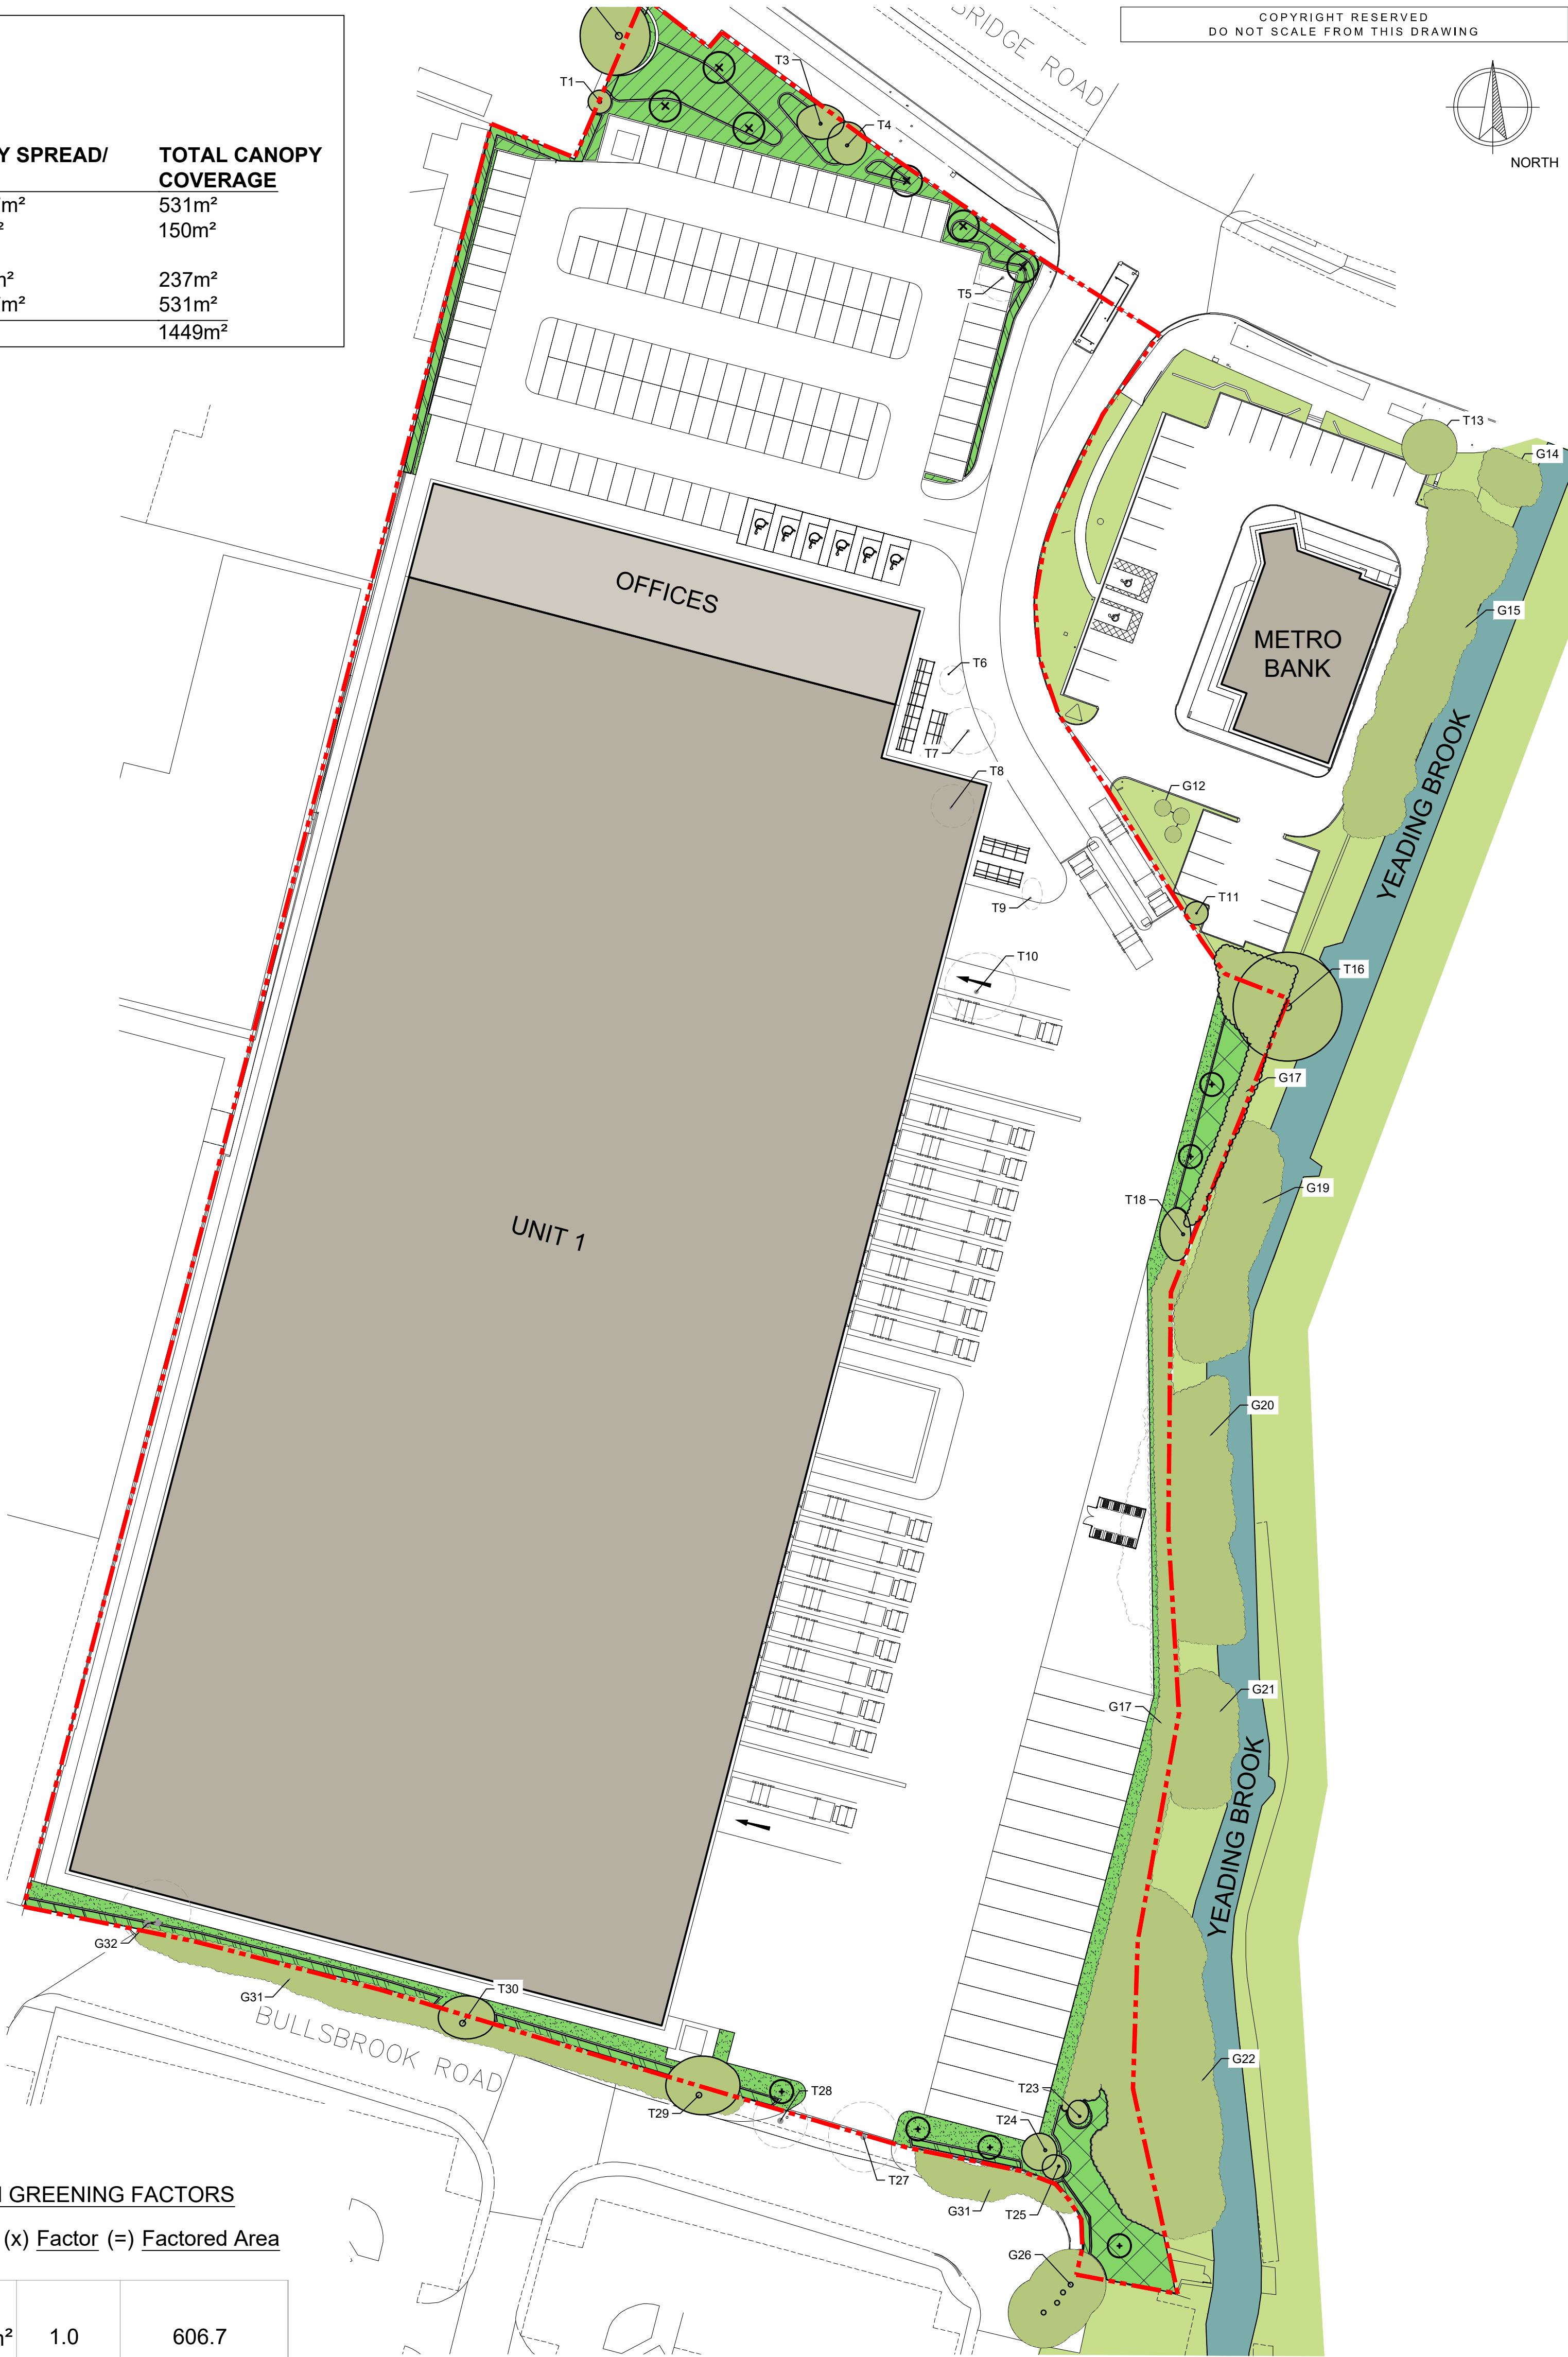 COPYRIGHT RESERVED
DO NOT SCALE FROM THIS DRAWING
NORTH
SPREAD/ TOTAL CANOPY
COVERAGE
m² 531m²
150m²
m² 237m²
m² 531m²
1449m²
BRIDGE ROAD
T1
T3
T4
T5
T13
G14
OFFICES
G15
METRO
BANK
T6
T7
T8
G12
YEADING BROOK
T9
T11
T10
T16
G17
T18
G19
UNIT 1
G20
G21
G17
YEADING BROOK
G32
G31
T30
BULLSBROOK ROAD
G22
T23
T28
T29
T24
T27
G31
T25
G26
GREENING FACTORS
(x) Factor (=) Factored Area
m² 1.0 606.7